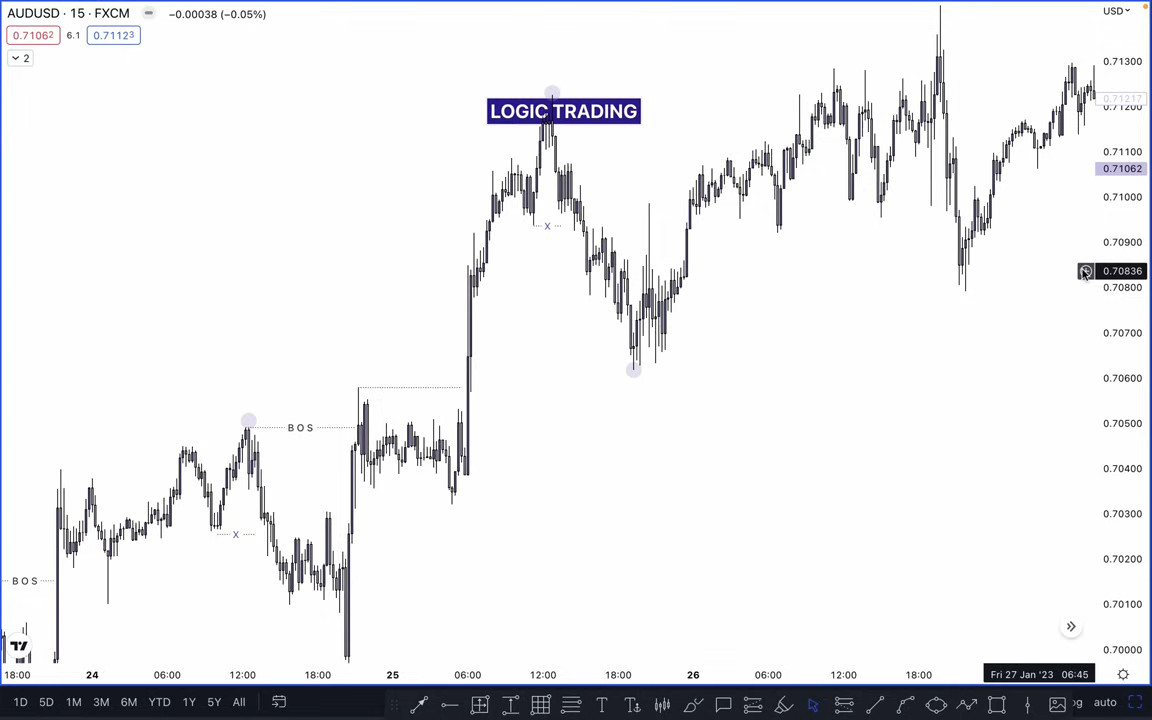 AUDUSD · 15 · FXCM
−0.00038 (−0.05%)
0.71062
6.1
0.71123
2
USD
LOGIC TRADING
0.71300
0.71217
0.71200
0.71100
0.71062
0.71000
0.70900
0.70836
0.70800
0.70700
0.70600
0.70500
0.70400
0.70300
0.70200
0.70100
0.70000
X
BOS
X
BOS
18:00
24
06:00
12:00
18:00
25
06:00
12:00
18:00
26
06:00
12:00
18:00
Fri 27 Jan '23 06:45
1D
5D
1M
3M
6M
YTD
1Y
5Y
All
auto